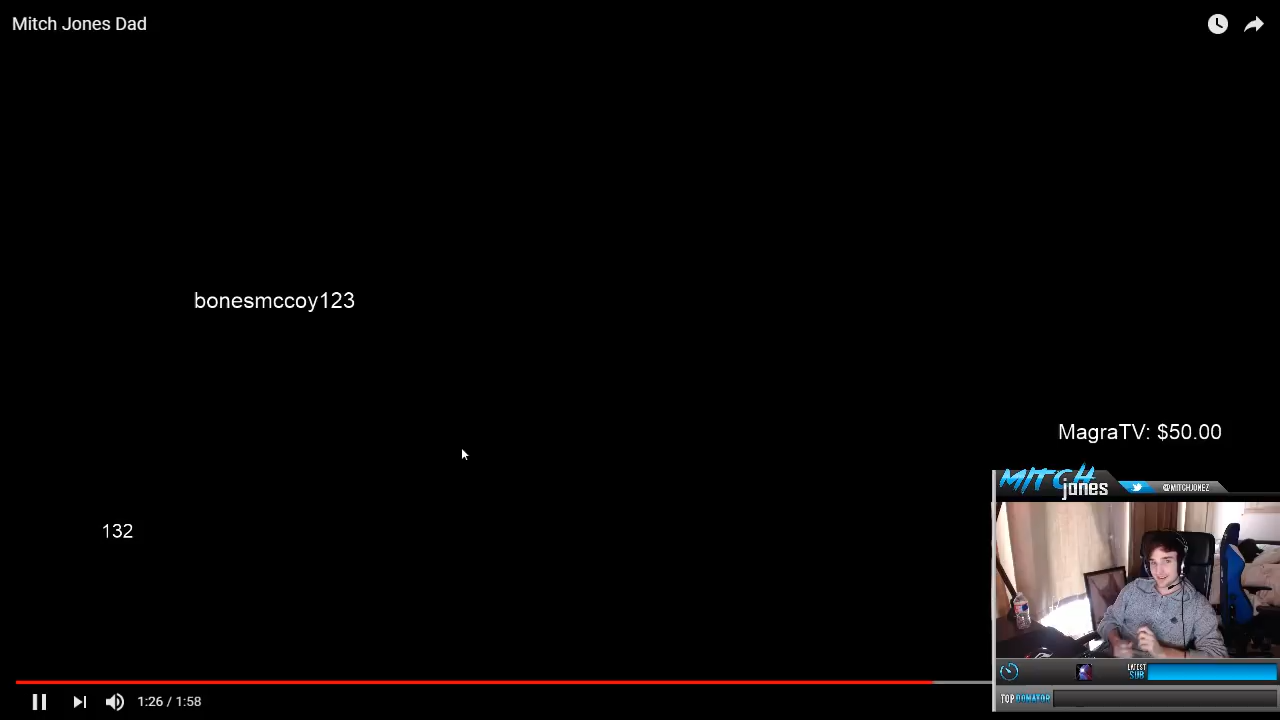 Mitch Jones Dad
bonesmccoy123
MagraTV: $50.00
MITCH
jones
@MITCHJONEZ
132
LATEST
SUB
TOP DONATOR
1:26 / 1:58